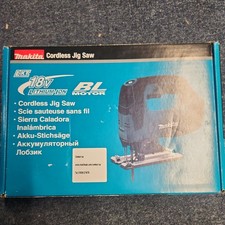 Makita Cordless Jig Saw
18V
LITHIUM-ION
BL
MOTOR
• Cordless Jig Saw
• Scie sauteuse sans fil
• Sierra Caladora
Inalámbrica
• Akku-Stichsäge
• Аккумуляторный
Лобзик